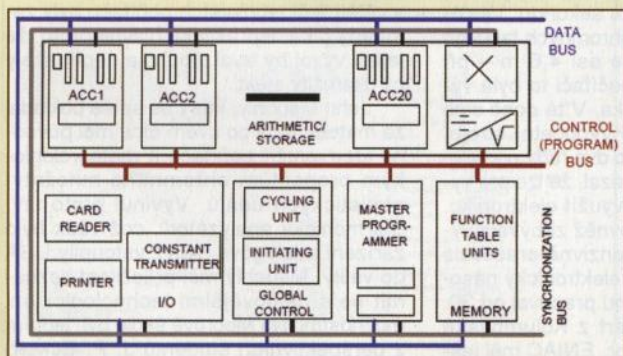 DATA
BUS
ACC1
ACC2
ACC20
ARITHMETIC/
STORAGE
CONTROL
(PROGRAM)
BUS
CARD
READER
PRINTER
CONSTANT
TRANSMITTER
I/O
CYCLING
UNIT
INITIATING
UNIT
GLOBAL
CONTROL
MASTER
PROGR-
AMMER
FUNCTION
TABLE
UNITS
MEMORY
SYNCHRONIZATION
BUS